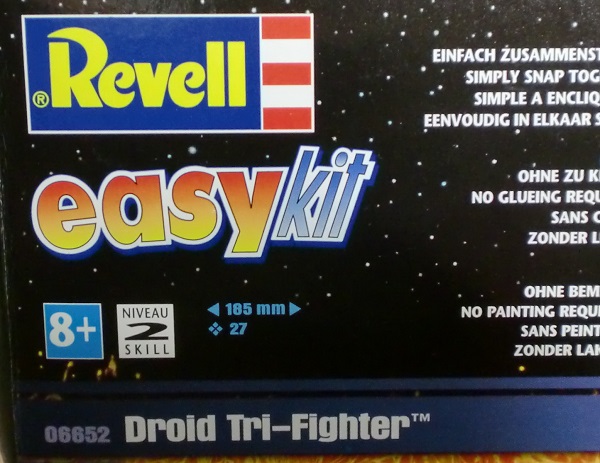 ® Revell
easykit
EINFACH ZUSAMMENST
SIMPLY SNAP TOG
SIMPLE A ENCLIQ
EENVOUDIG IN ELKAAR S
OHNE ZU K
NO GLUEING REQU
SANS C
ZONDER L
OHNE BEM
NO PAINTING REQUI
SANS PEINT
ZONDER LAK
8+
NIVEAU
2
SKILL
185 mm
27
06652 Droid Tri-Fighter™